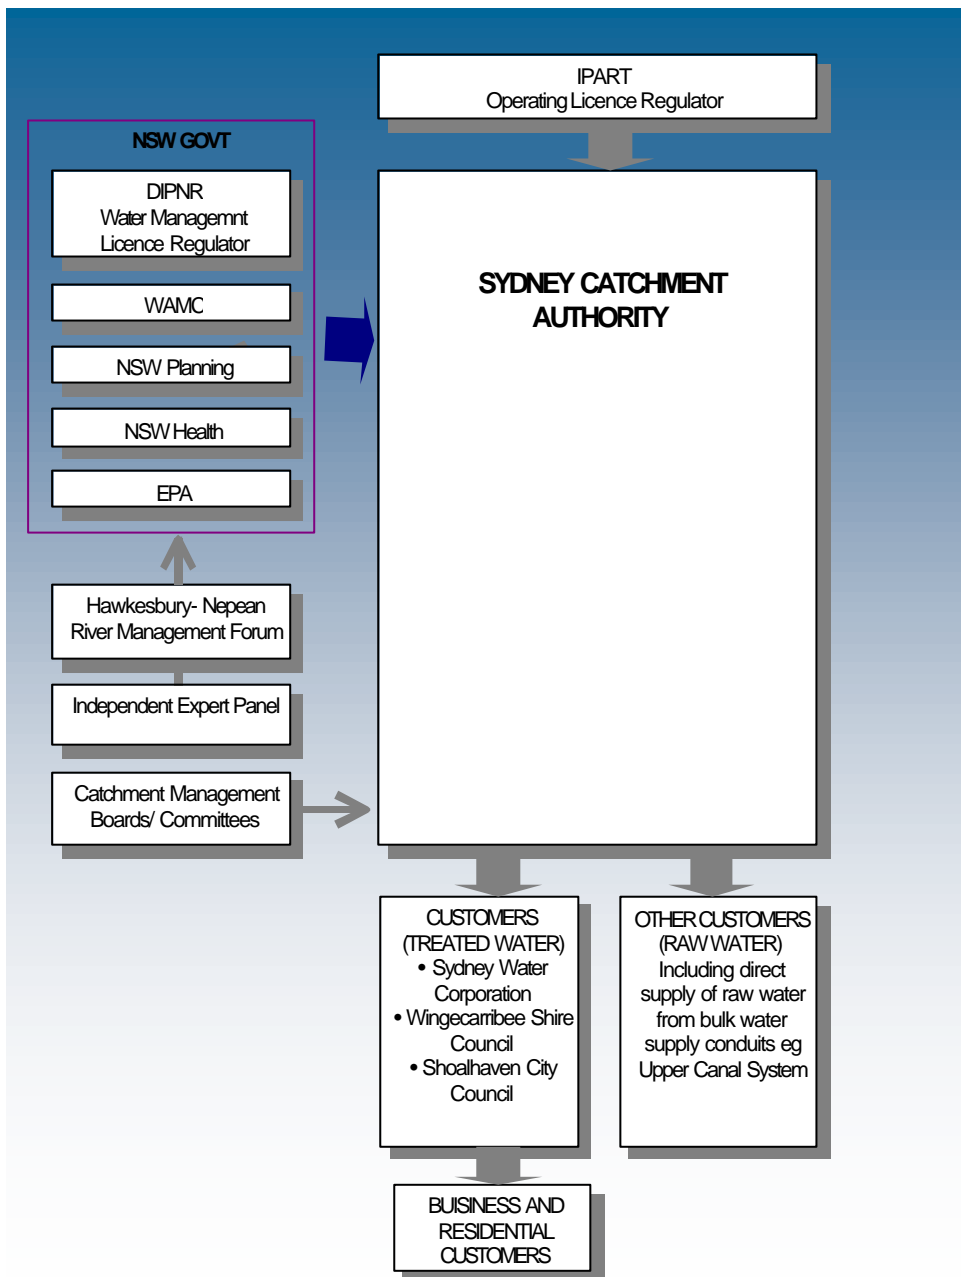 IPART
Operating Licence Regulator
NSW GOVT
DIPNR
Water Managemnt
Licence Regulator
WAMC
NSW Planning
NSW Health
EPA
Hawkesbury- Nepean
River Management Forum
Independent Expert Panel
Catchment Management
Boards/ Committees
SYDNEY CATCHMENT
AUTHORITY
CUSTOMERS
(TREATED WATER)
• Sydney Water
Corporation
• Wingecarribee Shire
Council
• Shoalhaven City
Council
OTHER CUSTOMERS
(RAW WATER)
Including direct
supply of raw water
from bulk water
supply conduits eg
Upper Canal System
BUISINESS AND
RESIDENTIAL
CUSTOMERS